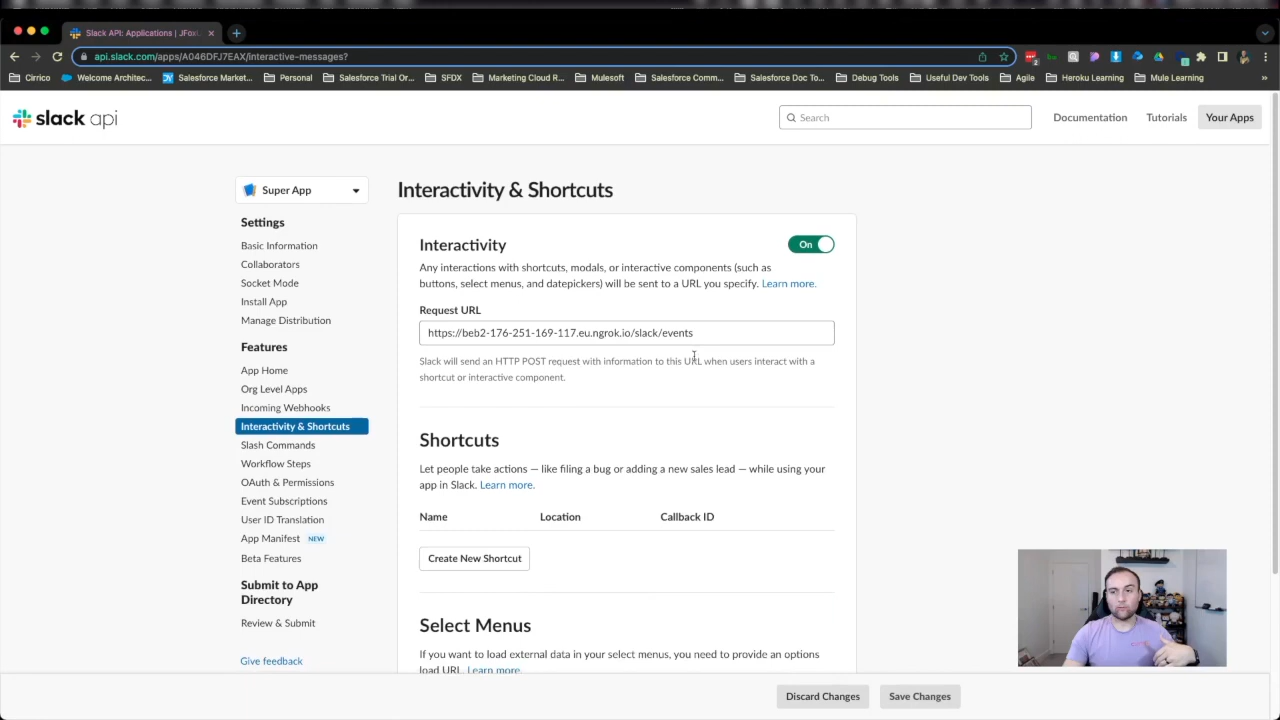 Slack API: Applications | JFox
api.slack.com/apps/A046DFJ7EAX/interactive-messages?
Cirrico
Welcome Architec...
Salesforce Market...
Personal
Salesforce Trial Or...
SFDX
Marketing Cloud R...
Mulesoft
Salesforce Comm...
Salesforce Doc To...
Debug Tools
Useful Dev Tools
Agile
Heroku Learning
Mule Learning
»
slack api
Search
Documentation
Tutorials
Your Apps
Super App
Settings
Basic Information
Collaborators
Socket Mode
Install App
Manage Distribution
Features
App Home
Org Level Apps
Incoming Webhooks
Interactivity & Shortcuts
Slash Commands
Workflow Steps
OAuth & Permissions
Event Subscriptions
User ID Translation
App Manifest NEW
Beta Features
Submit to App
Directory
Review & Submit
Give feedback
Interactivity & Shortcuts
Interactivity
On
Any interactions with shortcuts, modals, or interactive components (such as
buttons, select menus, and datepickers) will be sent to a URL you specify. Learn more.
Request URL
https://beb2-176-251-169-117.eu.ngrok.io/slack/events
Slack will send an HTTP POST request with information to this URL when users interact with a
shortcut or interactive component.
Shortcuts
Let people take actions — like filing a bug or adding a new sales lead — while using your
app in Slack. Learn more.
Name Location Callback ID
Create New Shortcut
Select Menus
If you want to load external data in your select menus, you need to provide an options
load URL. Learn more.
Discard Changes
Save Changes